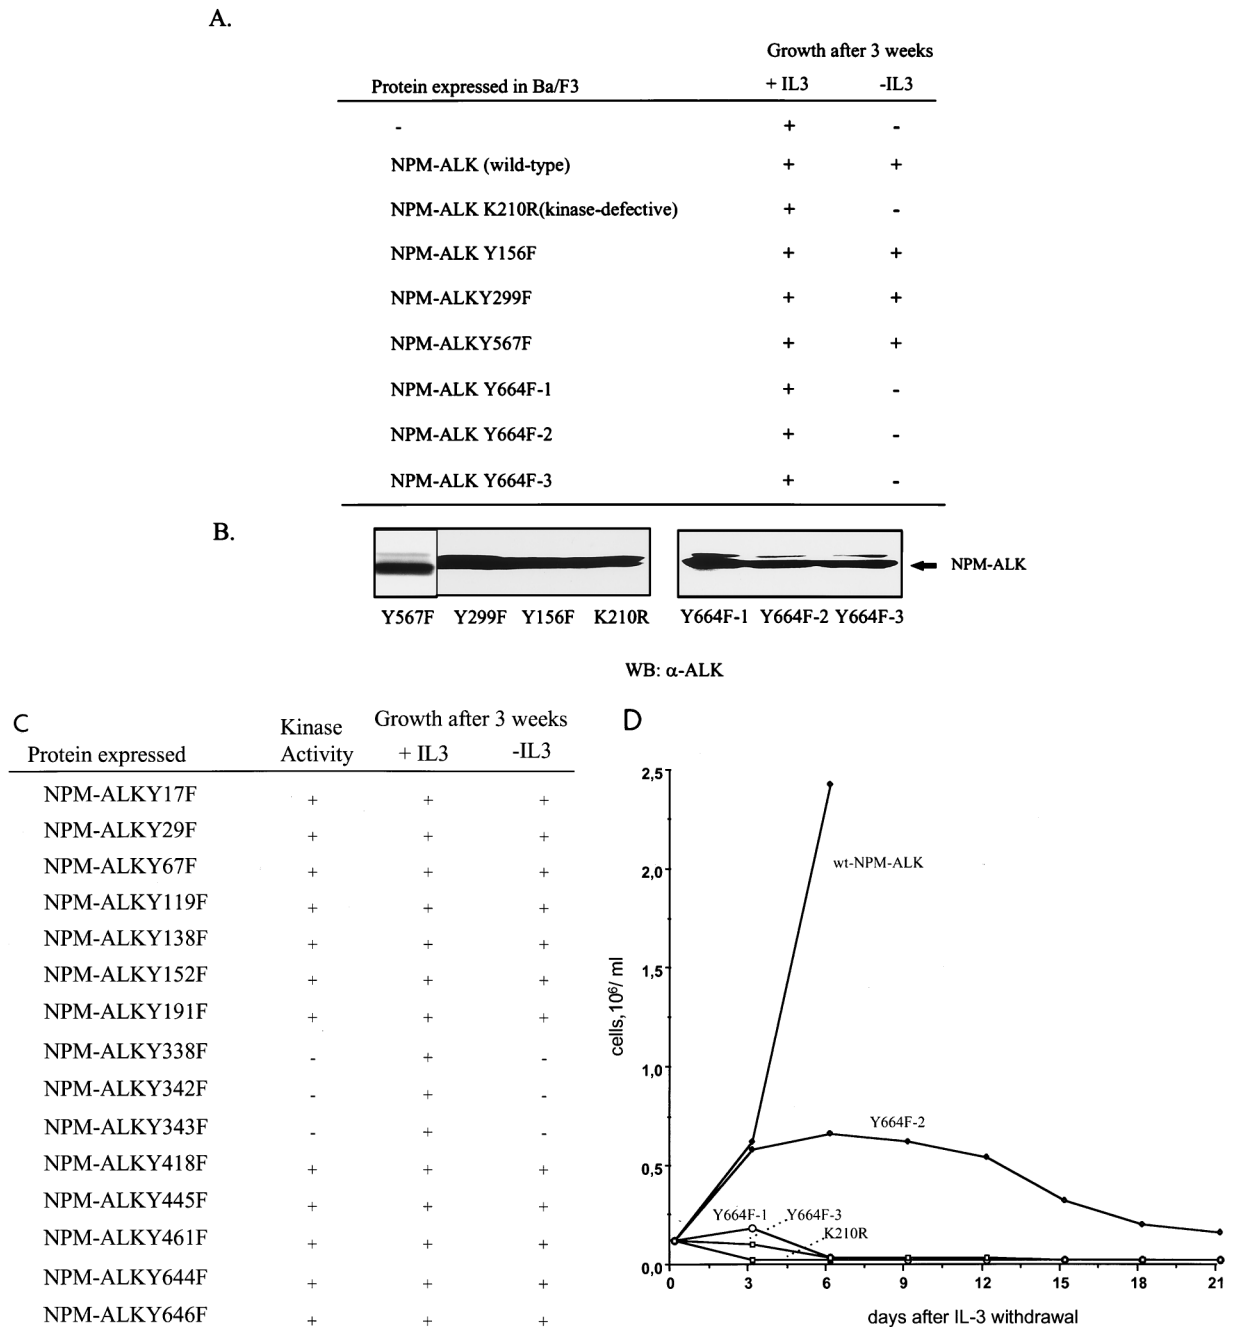 A.
Growth after 3 weeks
Protein expressed in Ba/F3 + IL3 -IL3
- + -
NPM-ALK (wild-type) + +
NPM-ALK K210R(kinase-defective) + -
NPM-ALK Y156F + +
NPM-ALKY299F + +
NPM-ALKY567F + +
NPM-ALK Y664F-1 + -
NPM-ALK Y664F-2 + -
NPM-ALK Y664F-3 + -
B.
NPM-ALK
Y567F Y299F Y156F K210R Y664F-1 Y664F-2 Y664F-3
WB: α-ALK
C
Kinase Growth after 3 weeks
Protein expressed Activity + IL3 -IL3
NPM-ALKY17F + + +
NPM-ALKY29F + + +
NPM-ALKY67F + + +
NPM-ALKY119F + + +
NPM-ALKY138F + + +
NPM-ALKY152F + + +
NPM-ALKY191F + + +
NPM-ALKY338F - + -
NPM-ALKY342F - + -
NPM-ALKY343F - + -
NPM-ALKY418F + + +
NPM-ALKY445F + + +
NPM-ALKY461F + + +
NPM-ALKY644F + + +
NPM-ALKY646F + + +
D
2,5
wt-NPM-ALK
2,0
1,5
cells,10⁶/ ml
1,0
Y664F-2
0,5
Y664F-1 Y664F-3
K210R
0,0
0 3 6 9 12 15 18 21
days after IL-3 withdrawal